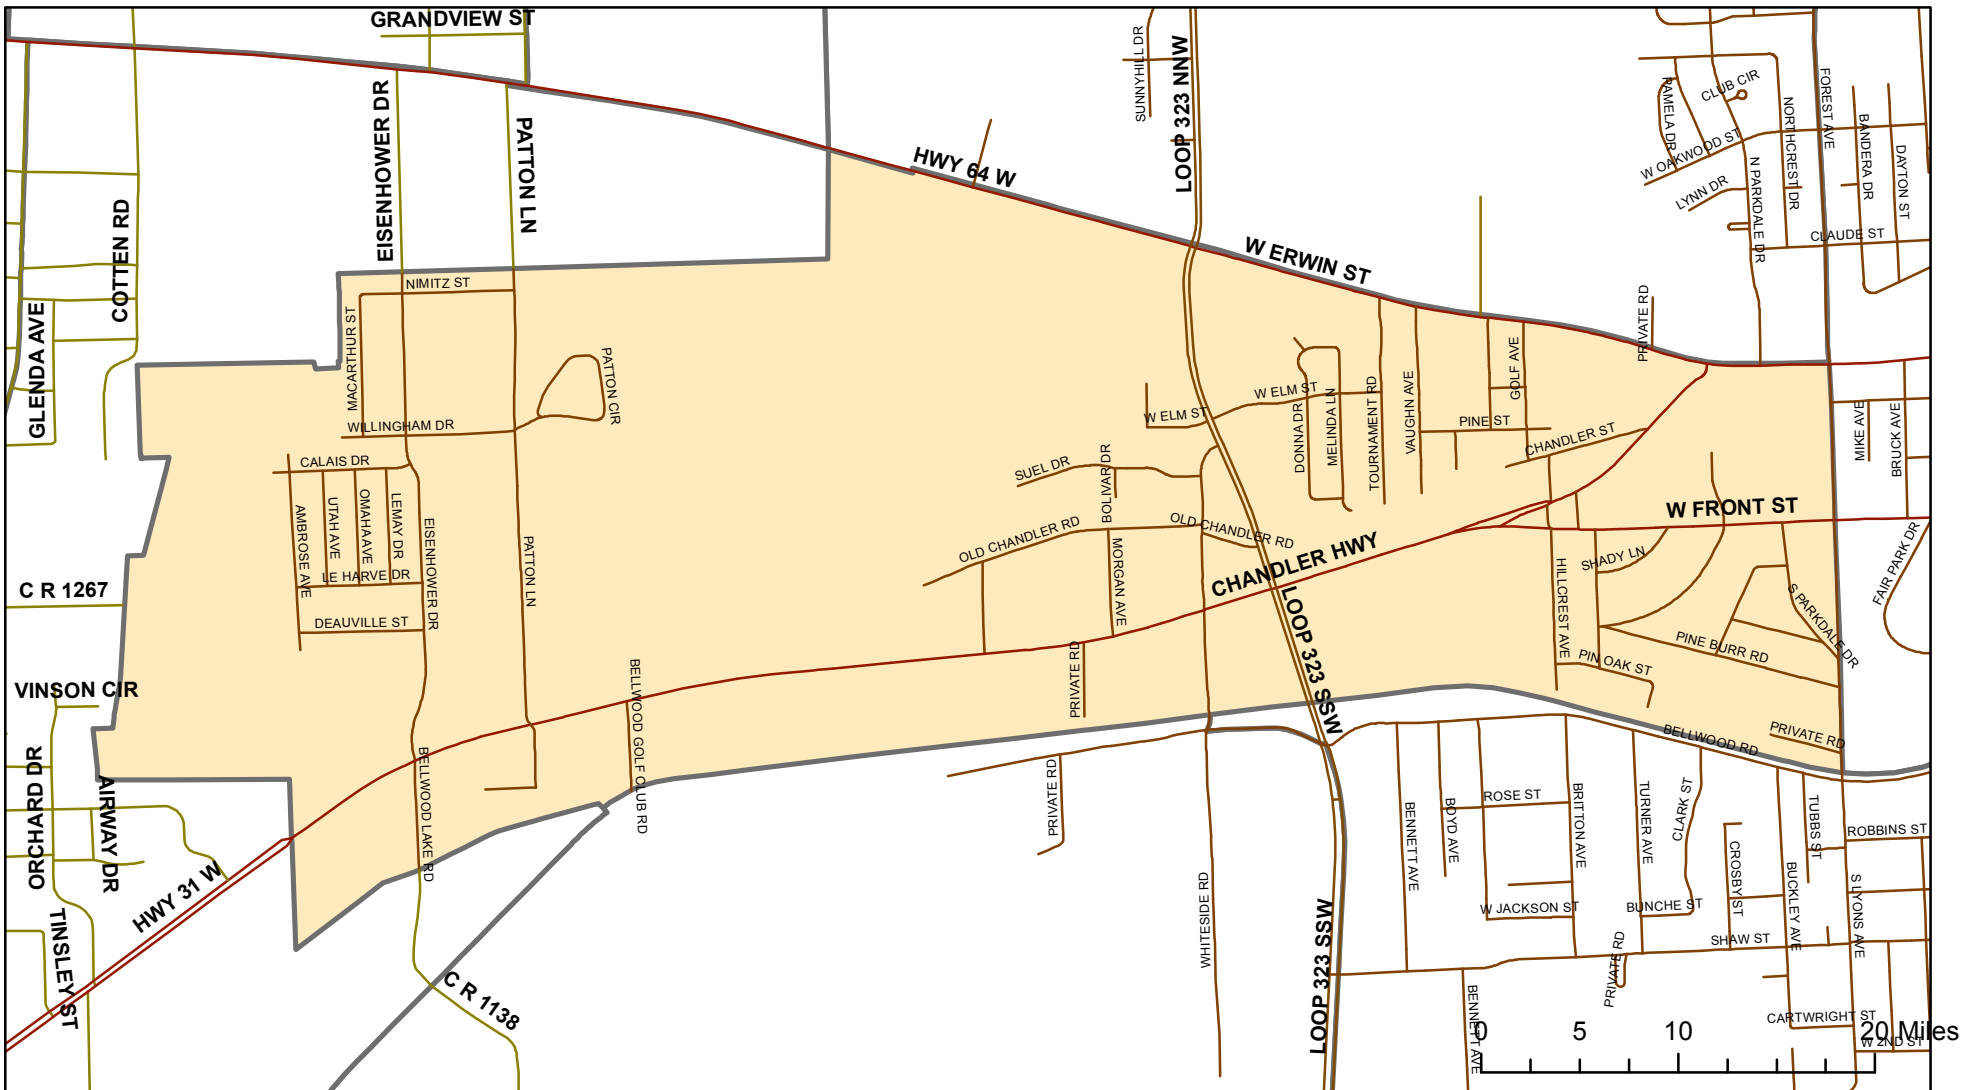 GRANDVIEW ST
SUNNYHILL DR
LOOP 323 NNW
EISENHOWER DR
PATTON LN
HWY 64 W
PAMELA DR
CLUB CIR
NORTHCREST DR
FOREST AVE
BANDERA DR
DAYTON ST
W OAKWOOD ST
LYNN DR
N PARKDALE DR
CLAUDE ST
COTTEN RD
W ERWIN ST
NIMITZ ST
MACARTHUR ST
PRIVATE RD
GLENDA AVE
PATTON CIR
WILLINGHAM DR
W ELM ST
W ELM ST
DONNA DR
MELINDA LN
TOURNAMENT RD
VAUGHN AVE
GOLF AVE
PINE ST
CHANDLER ST
MIKE AVE
BRUCK AVE
CALAIS DR
SUEL DR
BOLIVAR DR
AMBROSE AVE
UTAH AVE
OMAHA AVE
LEMAY DR
EISENHOWER DR
PATTON LN
OLD CHANDLER RD
OLD CHANDLER RD
CHANDLER HWY
W FRONT ST
LE HARVE DR
DEAUVILLE ST
MORGAN AVE
HILLCREST AVE
SHADY LN
S PARKDALE DR
FAIR PARK DR
C R 1267
PINE BURR RD
PIN OAK ST
VINSON CIR
BELLWOOD GOLF CLUB RD
PRIVATE RD
LOOP 323 SSW
BELLWOOD RD
PRIVATE RD
ORCHARD DR
AIRWAY DR
BELLWOOD LAKE RD
PRIVATE RD
BENNETT AVE
BOYD AVE
ROSE ST
BRITTON AVE
TURNER AVE
CLARK ST
TUBBS ST
ROBBINS ST
CROSBY ST
BUCKLEY AVE
S LYONS AVE
HWY 31 W
WHITESIDE RD
LOOP 323 SSW
W JACKSON ST
BUNCHE ST
SHAW ST
PRIVATE RD
TINSLEY ST
C R 1138
BENNETT AVE
CARTWRIGHT ST
W 2ND ST
0 5 10 20 Miles